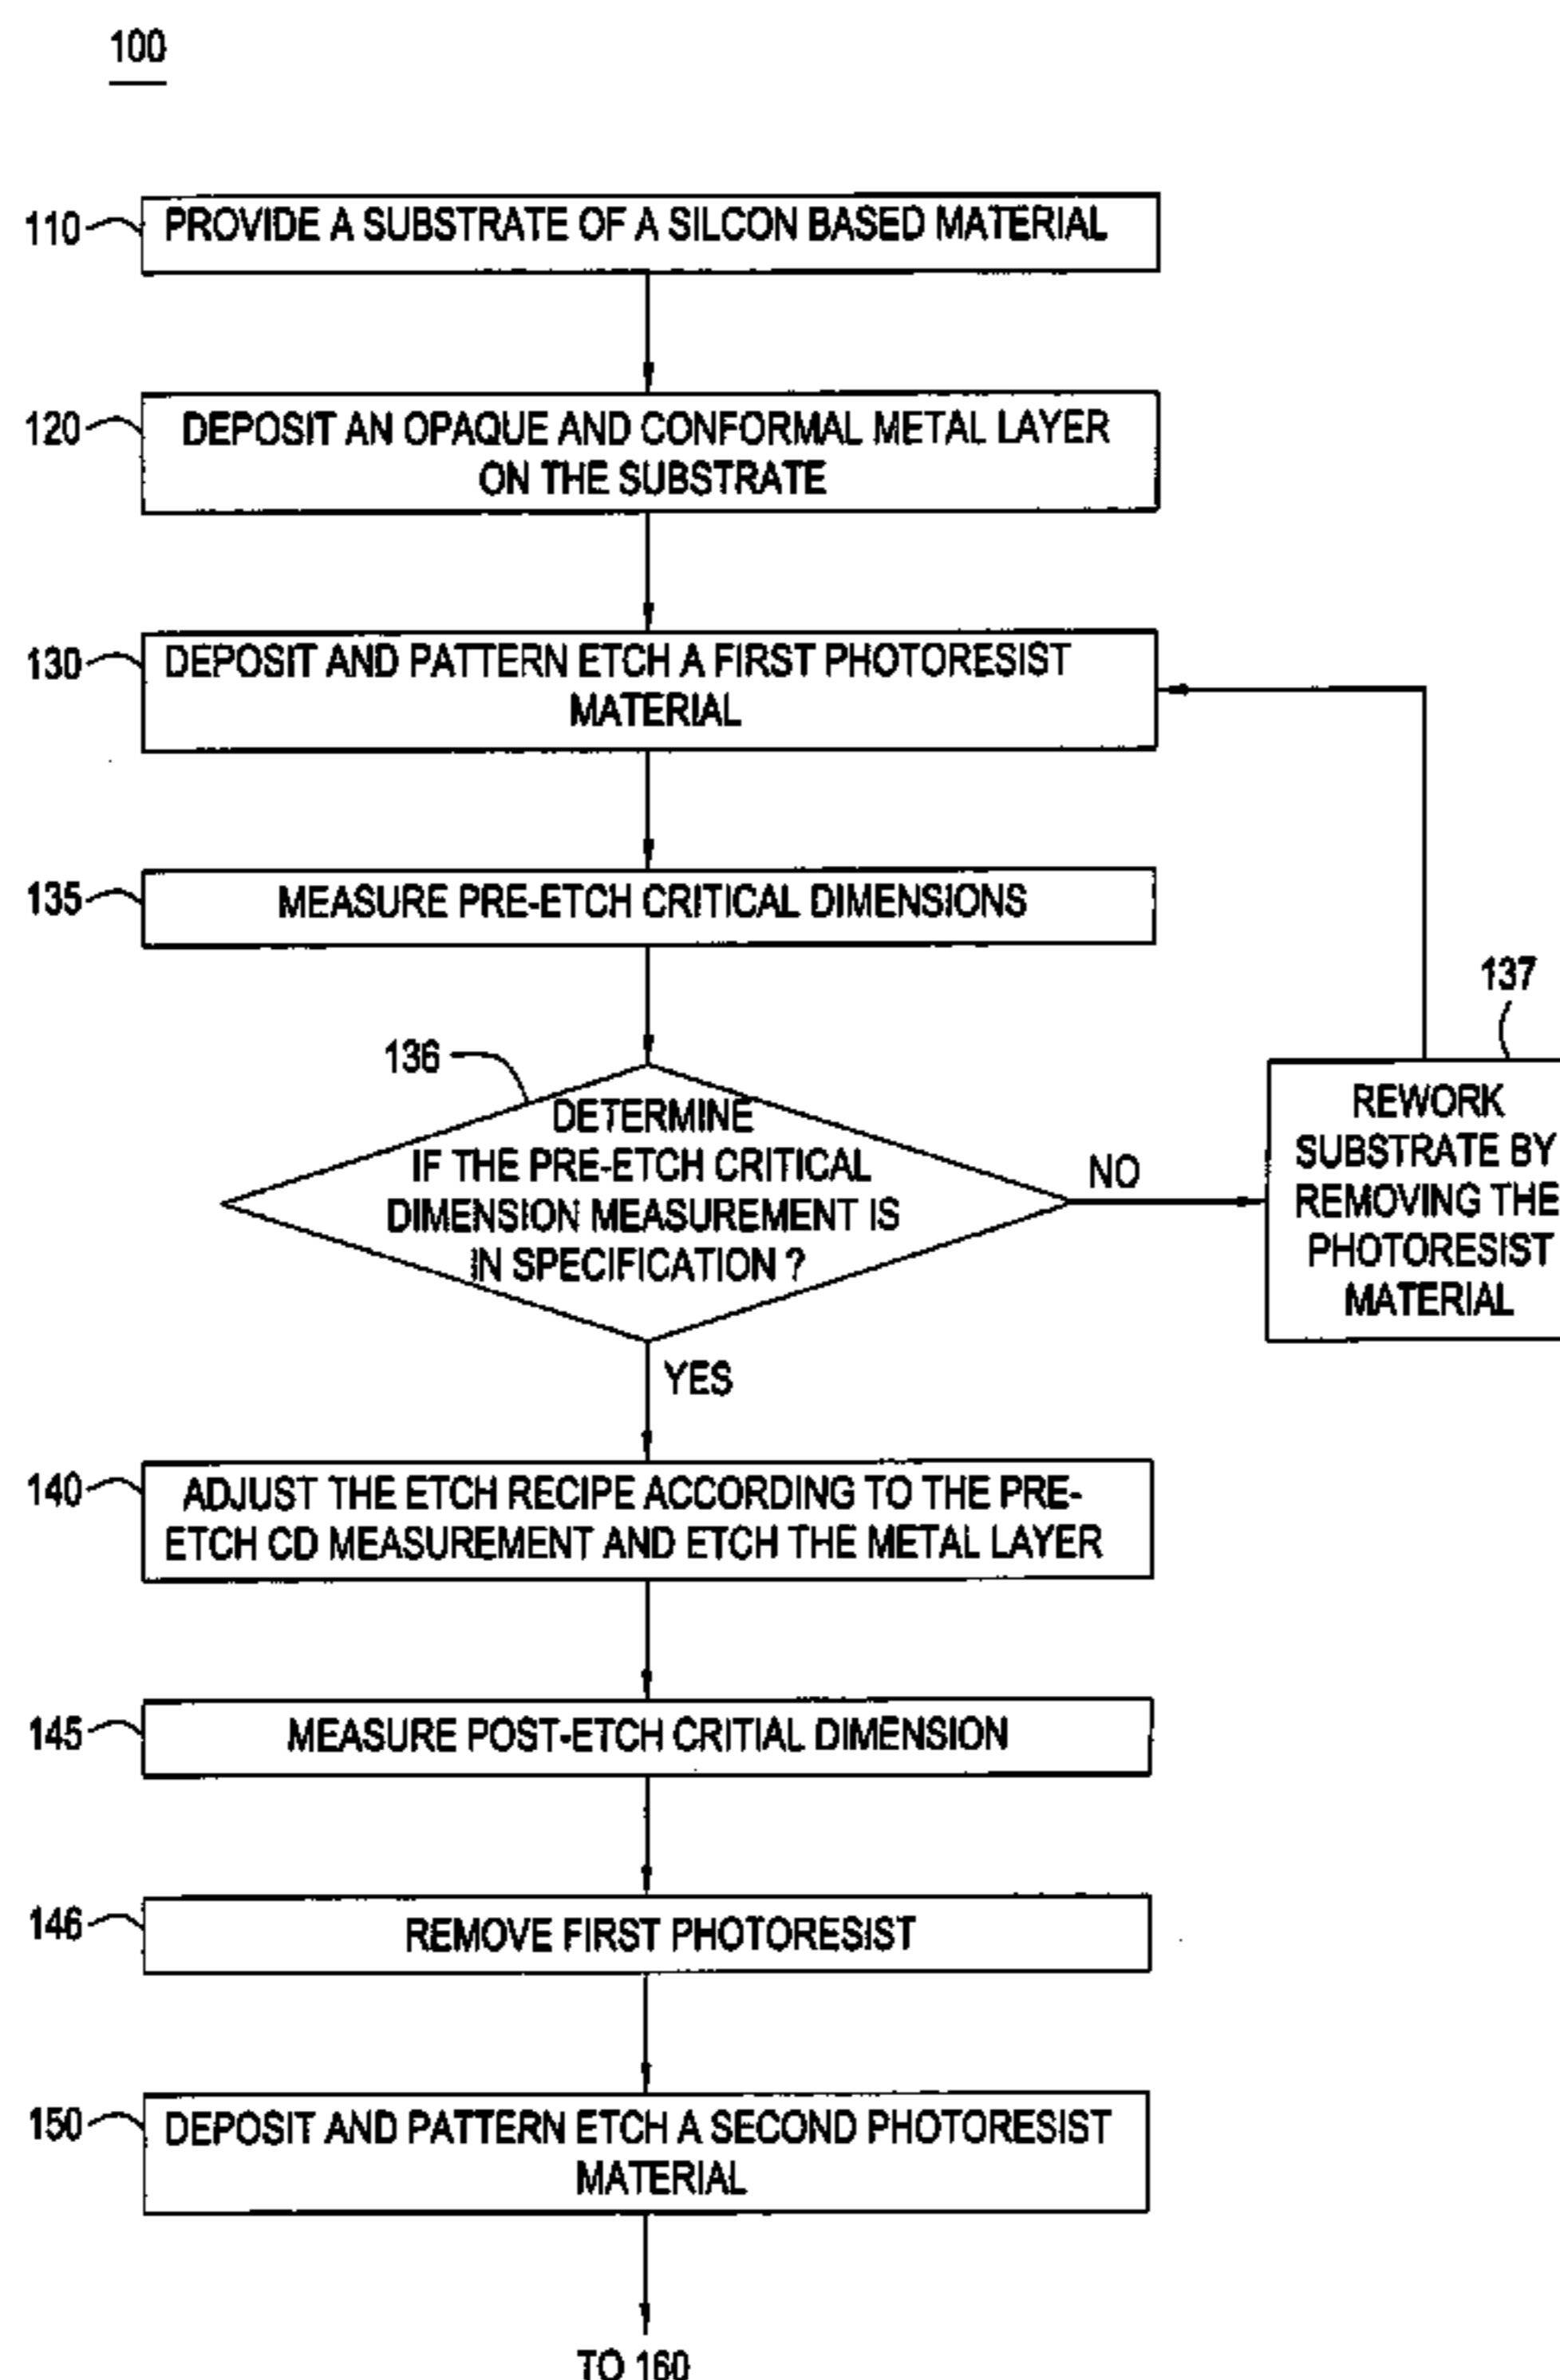 100
110
PROVIDE A SUBSTRATE OF A SILCON BASED MATERIAL
120
DEPOSIT AN OPAQUE AND CONFORMAL METAL LAYER
ON THE SUBSTRATE
130
DEPOSIT AND PATTERN ETCH A FIRST PHOTORESIST
MATERIAL
135
MEASURE PRE-ETCH CRITICAL DIMENSIONS
136
DETERMINE
IF THE PRE-ETCH CRITICAL
DIMENSION MEASUREMENT IS
IN SPECIFICATION ?
NO
137
REWORK
SUBSTRATE BY
REMOVING THE
PHOTORESIST
MATERIAL
YES
140
ADJUST THE ETCH RECIPE ACCORDING TO THE PRE-
ETCH CD MEASUREMENT AND ETCH THE METAL LAYER
145
MEASURE POST-ETCH CRITIAL DIMENSION
146
REMOVE FIRST PHOTORESIST
150
DEPOSIT AND PATTERN ETCH A SECOND PHOTORESIST
MATERIAL
TO 160